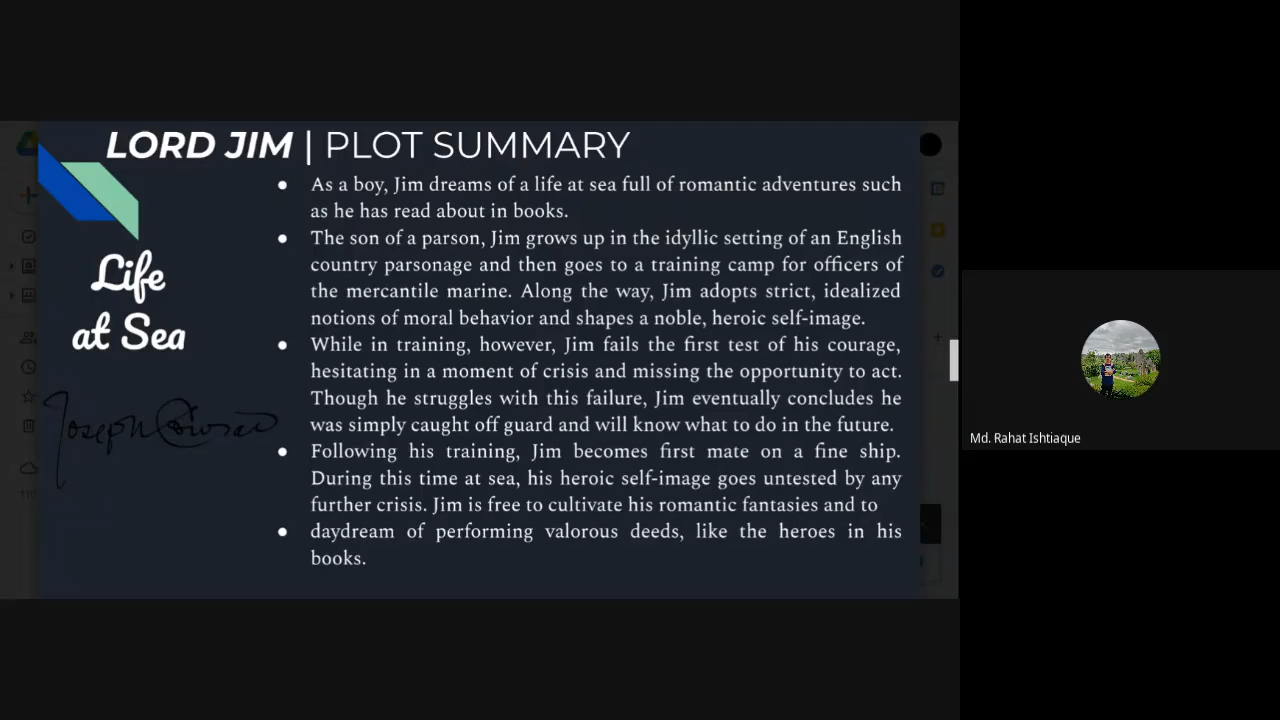 LORD JIM | PLOT SUMMARY
As a boy, Jim dreams of a life at sea full of romantic adventures such
as he has read about in books.
The son of a parson, Jim grows up in the idyllic setting of an English
country parsonage and then goes to a training camp for officers of
the mercantile marine. Along the way, Jim adopts strict, idealized
notions of moral behavior and shapes a noble, heroic self-image.
While in training, however, Jim fails the first test of his courage,
hesitating in a moment of crisis and missing the opportunity to act.
Though he struggles with this failure, Jim eventually concludes he
was simply caught off guard and will know what to do in the future.
Following his training, Jim becomes first mate on a fine ship.
During this time at sea, his heroic self-image goes untested by any
further crisis. Jim is free to cultivate his romantic fantasies and to
daydream of performing valorous deeds, like the heroes in his
books.
Life
at Sea
Joseph Conrad
Md. Rahat Ishtiaque